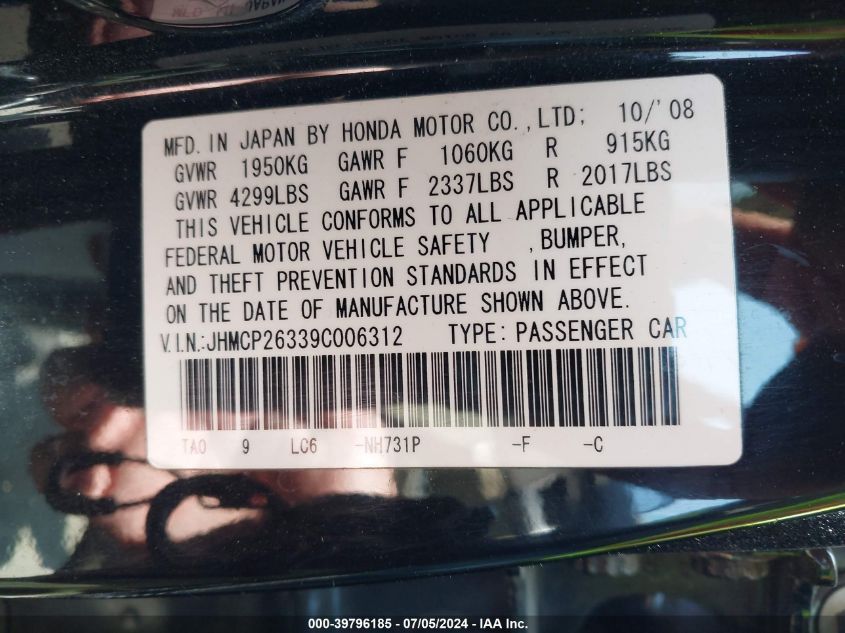 MFD. IN JAPAN BY HONDA MOTOR CO.,LTD; 10/'08
GVWR 1950KG GAWR F 1060KG R 915KG
GVWR 4299LBS GAWR F 2337LBS R 2017LBS
THIS VEHICLE CONFORMS TO ALL APPLICABLE
FEDERAL MOTOR VEHICLE SAFETY ,BUMPER,
AND THEFT PREVENTION STANDARDS IN EFFECT
ON THE DATE OF MANUFACTURE SHOWN ABOVE.
V.I.N.:JHMCP26339C006312 TYPE: PASSENGER CAR
TA0 9 LC6 -NH731P -F -C
000-39796185 - 07/05/2024 - IAA Inc.